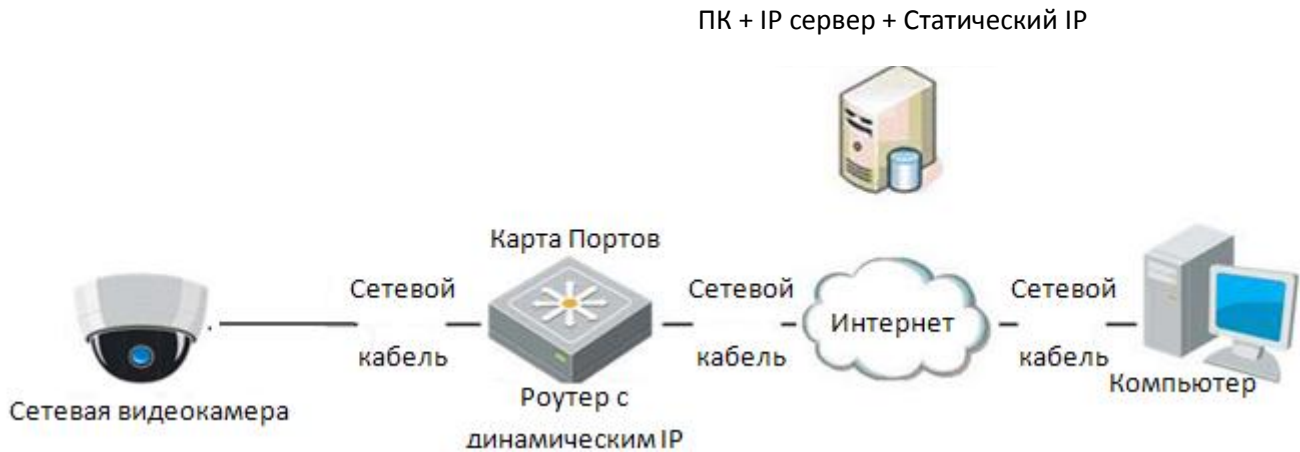 ПК + IP сервер + Статический IP
Карта Портов
Сетевой
кабель
Сетевой
кабель
Интернет
Сетевой
кабель
Сетевая видеокамера
Роутер с
динамическим IP
Компьютер